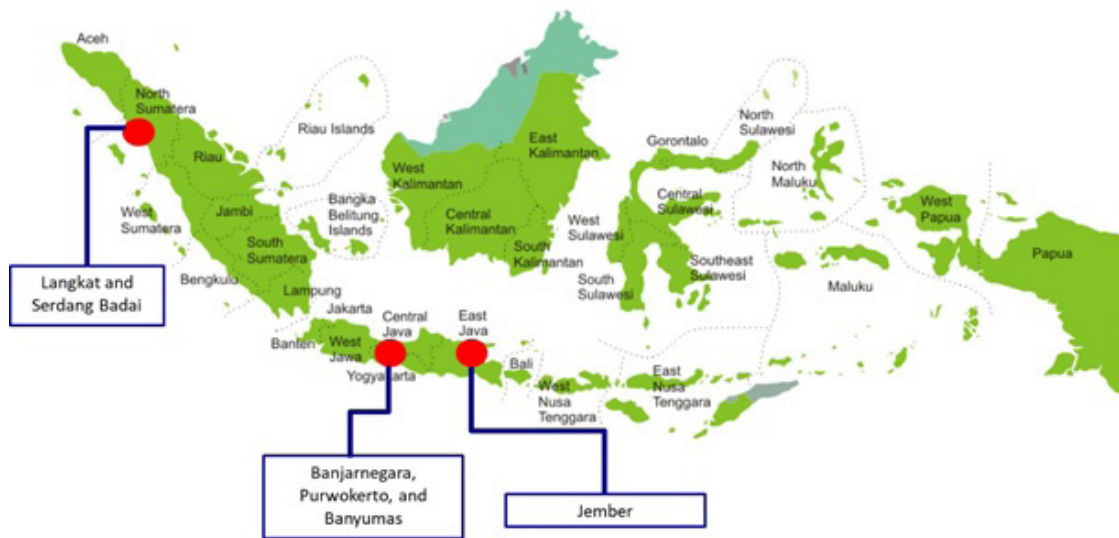 Aceh
North
Sumatera
Riau Islands
Riau
West
Sumatera
Jambi
Bangka
Belitung
Islands
South
Sumatera
Bengkulu
Lampung
Jakarta
Banten
West
Jawa
Central
Java
Yogyakarta
East
Java
Bali
West
Nusa
Tenggara
East
Nusa
Tenggara
West
Kalimantan
Central
Kalimantan
East
Kalimantan
South
Kalimantan
Gorontalo
North
Sulawesi
Central
Sulawesi
West
Sulawesi
South
Sulawesi
Southeast
Sulawesi
North
Maluku
Maluku
West
Papua
Papua
Langkat and
Serdang Badai
Banjarnegara,
Purwokerto, and
Banyumas
Jember